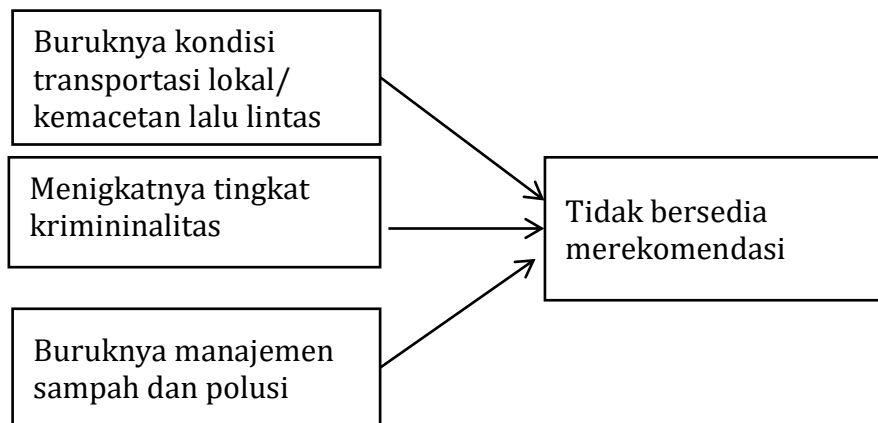 Buruknya kondisi
transportasi lokal/
kemacetan lalu lintas
Menigkatnya tingkat
krimininalitas
Tidak bersedia
merekomendasi
Buruknya manajemen
sampah dan polusi